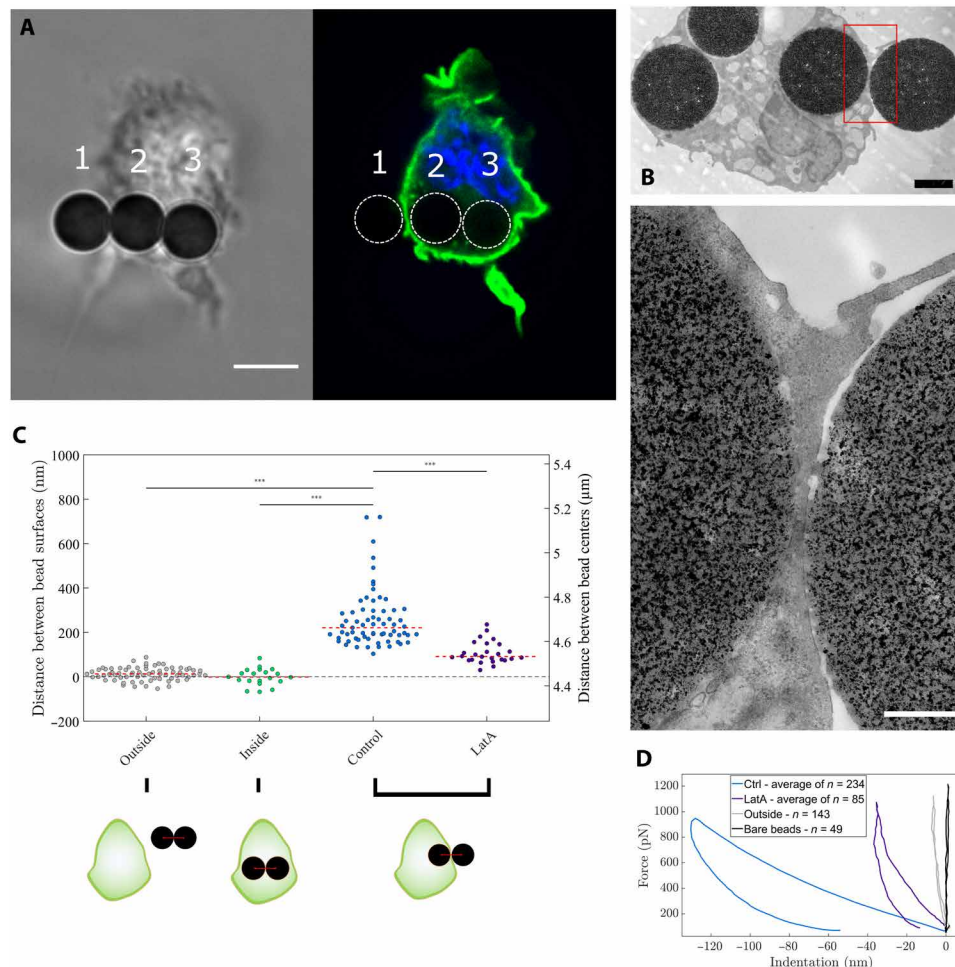 A
1 2 3
1 2 3
B
C
Distance between bead surfaces (nm)
1000
800
600
400
200
0
−200
***
***
***
5.4
5.2
5
4.8
4.6
4.4
Distance between bead centers (μm)
Outside
Inside
Control
LatA
D
Force (pN)
1200
1000
800
600
400
200
Ctrl - average of n = 234
LatA - average of n = 85
Outside - n = 143
Bare beads - n = 49
−120 −100 −80 −60 −40 −20 0
Indentation (nm)